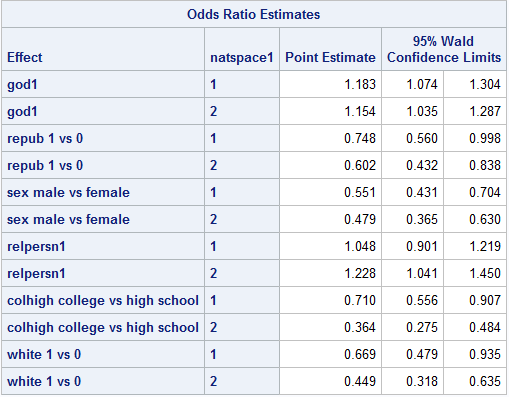 Odds Ratio Estimates
Effect natspace1 Point Estimate 95% Wald Confidence Limits
god1 1 1.183 1.074 1.304
god1 2 1.154 1.035 1.287
repub 1 vs 0 1 0.748 0.560 0.998
repub 1 vs 0 2 0.602 0.432 0.838
sex male vs female 1 0.551 0.431 0.704
sex male vs female 2 0.479 0.365 0.630
relpersn1 1 1.048 0.901 1.219
relpersn1 2 1.228 1.041 1.450
colhigh college vs high school 1 0.710 0.556 0.907
colhigh college vs high school 2 0.364 0.275 0.484
white 1 vs 0 1 0.669 0.479 0.935
white 1 vs 0 2 0.449 0.318 0.635